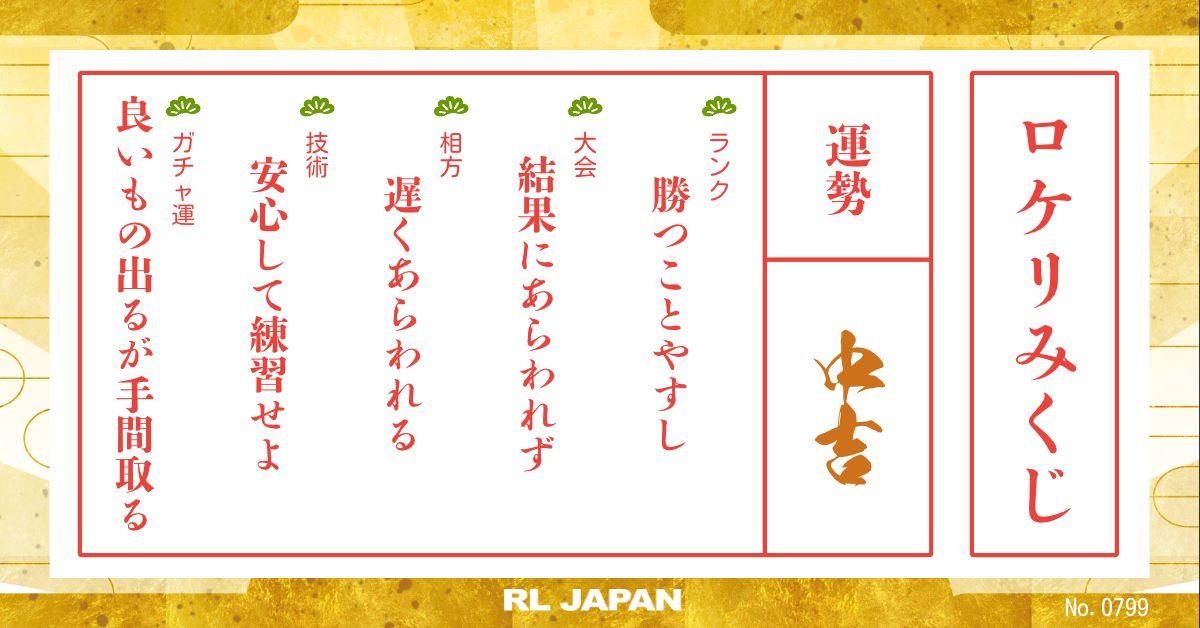 ロケリみくじ
運勢
中吉
ランク
勝つことやすし
大会
結果にあらわれず
相方
遅くあらわれる
技術
安心して練習せよ
ガチャ運
良いもの出るが手間取る
RL JAPAN
No. 0799